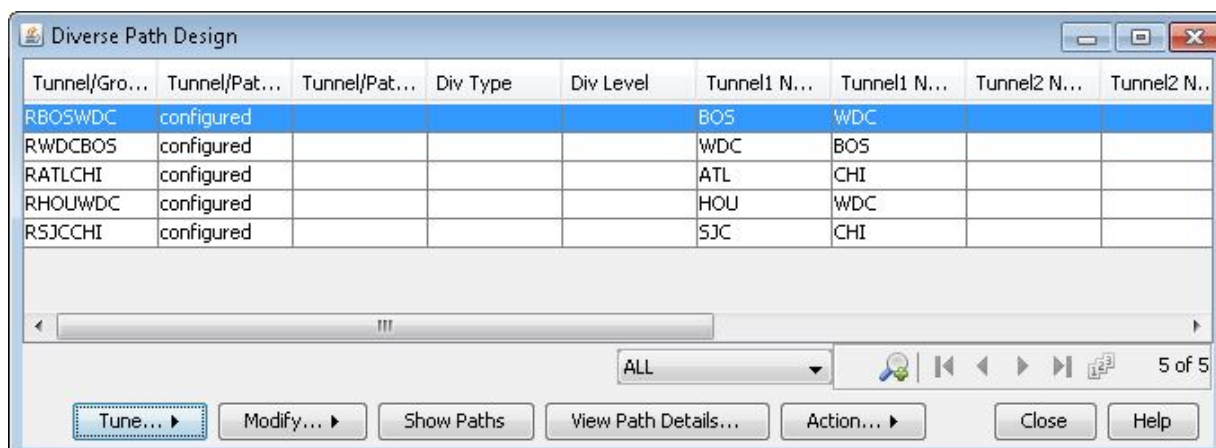 Diverse Path Design
Tunnel/Gro... Tunnel/Pat... Tunnel/Pat... Div Type Div Level Tunnel1 N... Tunnel1 N... Tunnel2 N... Tunnel2 N...
RBOSWDC configured BOS WDC
RWDCBOS configured WDC BOS
RATLCHI configured ATL CHI
RHOUWDC configured HOU WDC
RSJCCHI configured SJC CHI
ALL 5 of 5
Tune... Modify... Show Paths View Path Details... Action... Close Help